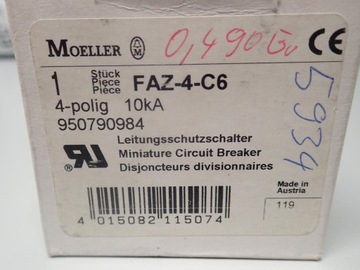 MOELLER
0,490
CE
1 Stück
Piece
Pièce
FAZ-4-C6
4-polig 10kA
950790984
5934
Leitungsschutzschalter
Miniature Circuit Breaker
Disjoncteurs divisionnaires
Made in
Austria
119
4 015082 115074